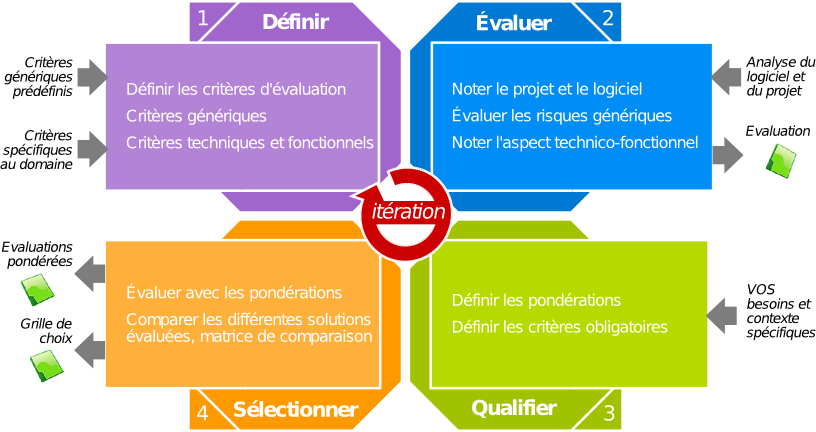 1
Définir
Critères
génériques
prédéfinis
Critères
spécifiques
au domaine
Définir les critères d'évaluation
Critères génériques
Critères techniques et fonctionnels
Évaluer
2
Noter le projet et le logiciel
Évaluer les risques génériques
Noter l'aspect technico-fonctionnel
Analyse du
logiciel et
du projet
Evaluation
itération
Evaluations
pondérées
Grille de
choix
Évaluer avec les pondérations
Comparer les différentes solutions
évaluées, matrice de comparaison
4
Sélectionner
Définir les pondérations
Définir les critères obligatoires
VOS
besoins et
contexte
spécifiques
Qualifier
3